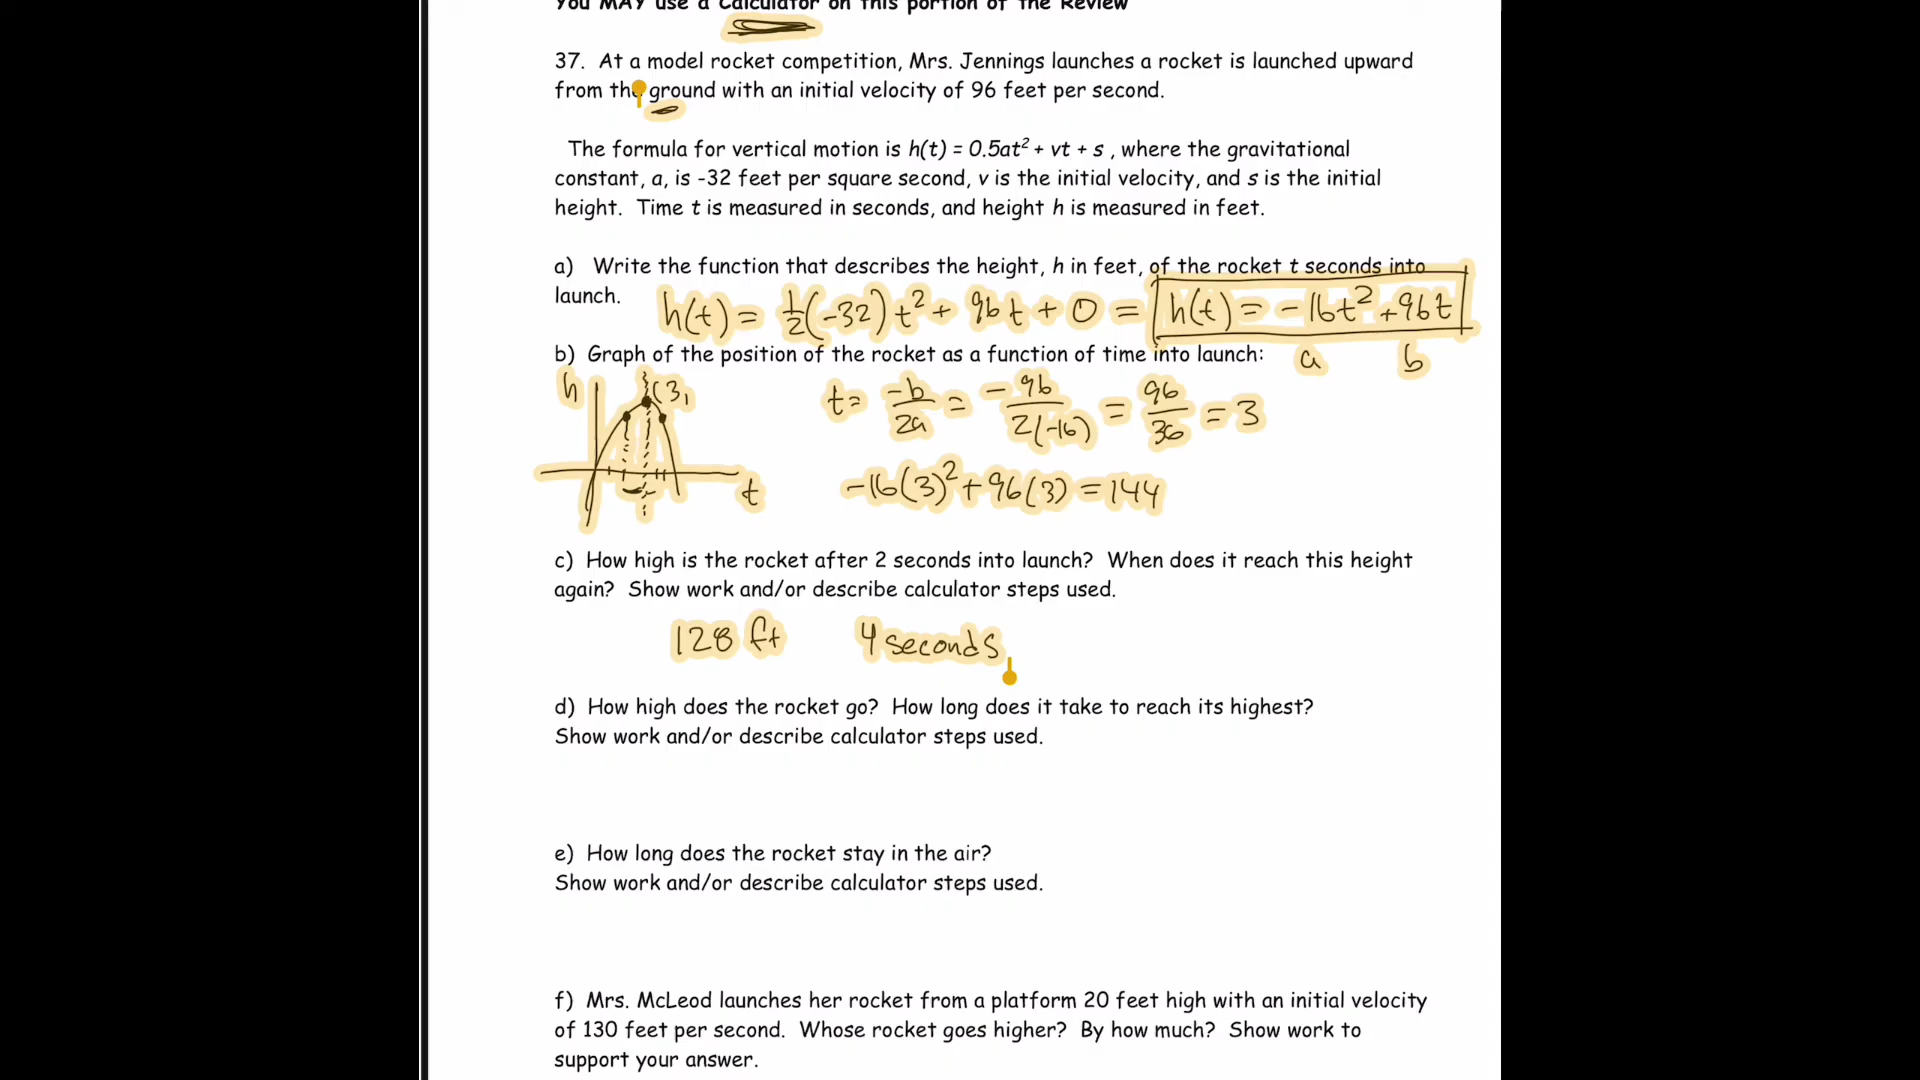 You MAY use a Calculator on this portion of the Review
37. At a model rocket competition, Mrs. Jennings launches a rocket is launched upward
from the ground with an initial velocity of 96 feet per second.
The formula for vertical motion is h(t) = 0.5at² + vt + s , where the gravitational
constant, a, is -32 feet per square second, v is the initial velocity, and s is the initial
height. Time t is measured in seconds, and height h is measured in feet.
a) Write the function that describes the height, h in feet, of the rocket t seconds into
launch.
h(t) = ½(-32)t² + 96t + 0 = h(t) = -16t² + 96t
b) Graph of the position of the rocket as a function of time into launch:
a b
h (3,
t = -b/2a = -96/2(-16) = 96/36 = 3
t
-16(3)² + 96(3) = 144
c) How high is the rocket after 2 seconds into launch? When does it reach this height
again? Show work and/or describe calculator steps used.
128 ft 4 seconds
d) How high does the rocket go? How long does it take to reach its highest?
Show work and/or describe calculator steps used.
e) How long does the rocket stay in the air?
Show work and/or describe calculator steps used.
f) Mrs. McLeod launches her rocket from a platform 20 feet high with an initial velocity
of 130 feet per second. Whose rocket goes higher? By how much? Show work to
support your answer.